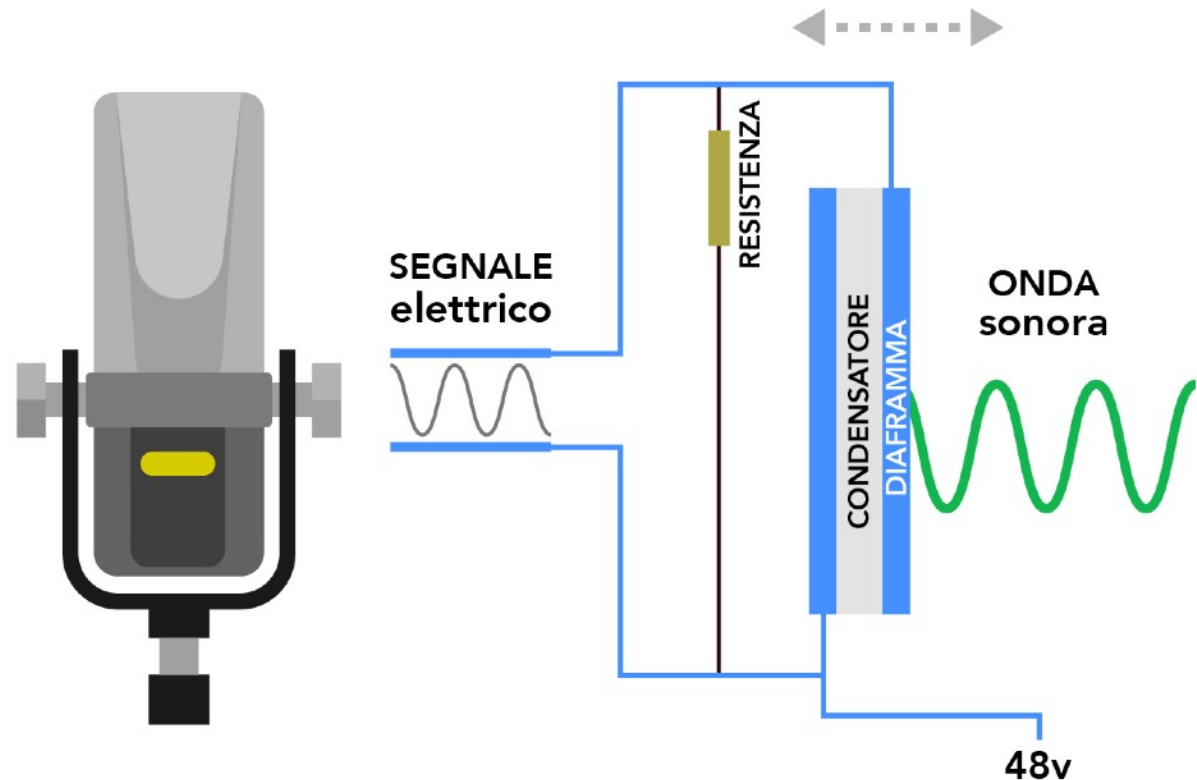 SEGNALE
elettrico
RESISTENZA
CONDENSATORE
DIAFRAMMA
ONDA
sonora
48v